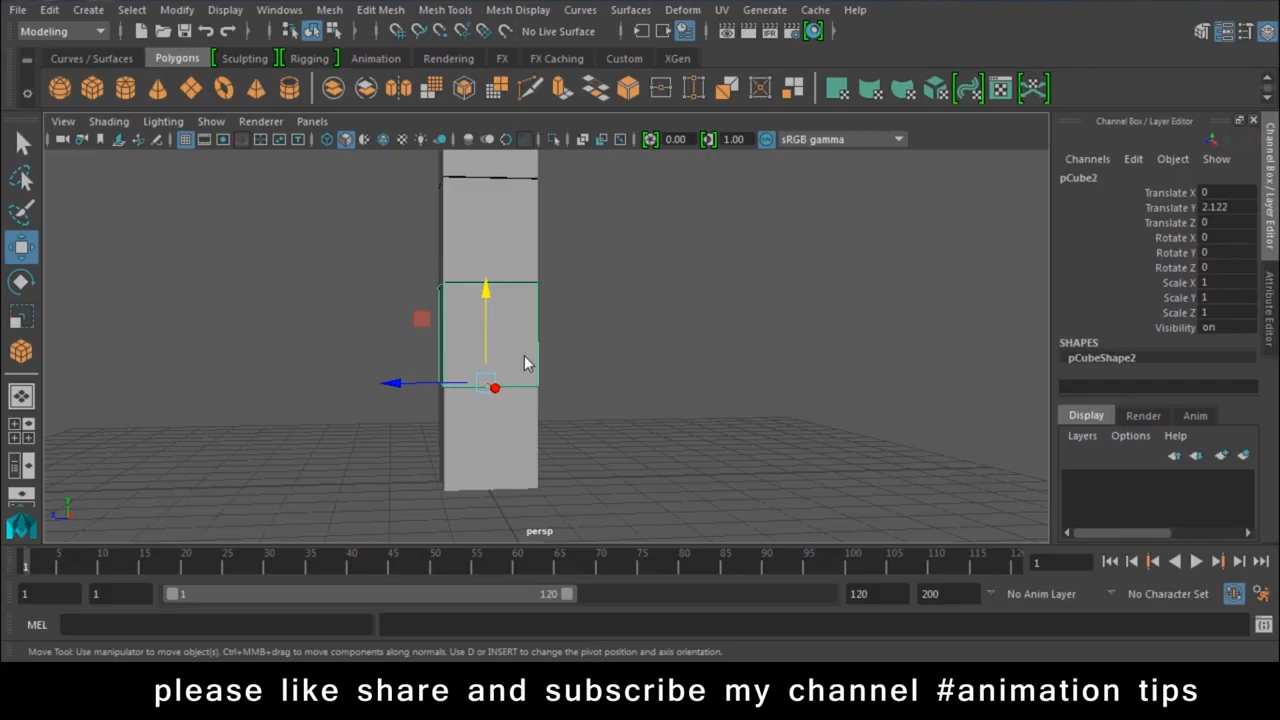 File Edit Create Select Modify Display Windows Mesh Edit Mesh Mesh Tools Mesh Display Curves Surfaces Deform UV Generate Cache Help
Modeling No Live Surface
Curves / Surfaces Polygons Sculpting Rigging Animation Rendering FX FX Caching Custom XGen
View Shading Lighting Show Renderer Panels
0.00 1.00 sRGB gamma
persp
Channel Box / Layer Editor
Channels Edit Object Show
pCube2
Translate X 0
Translate Y 2.122
Translate Z 0
Rotate X 0
Rotate Y 0
Rotate Z 0
Scale X 1
Scale Y 1
Scale Z 1
Visibility on
SHAPES
pCubeShape2
Display Render Anim
Layers Options Help
Channel Box / Layer Editor
Attribute Editor
5 10 15 20 25 30 35 40 45 50 55 60 65 70 75 80 85 90 95 100 105 110 115 12
1 1
1 1 1 120 120 200 No Anim Layer No Character Set
MEL
Move Tool: Use manipulator to move object(s). Ctrl+MMB+drag to move components along normals. Use D or INSERT to change the pivot position and axis orientation.
please like share and subscribe my channel #animation tips